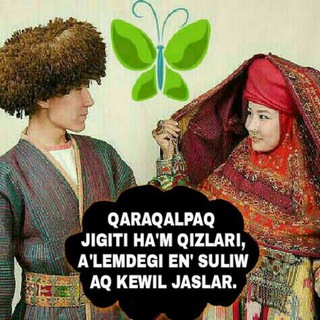 QARAQALPAQ
JIGITI HA'M QIZLARI,
A'LEMDEGI EN' SULIW
AQ KEWIL JASLAR.